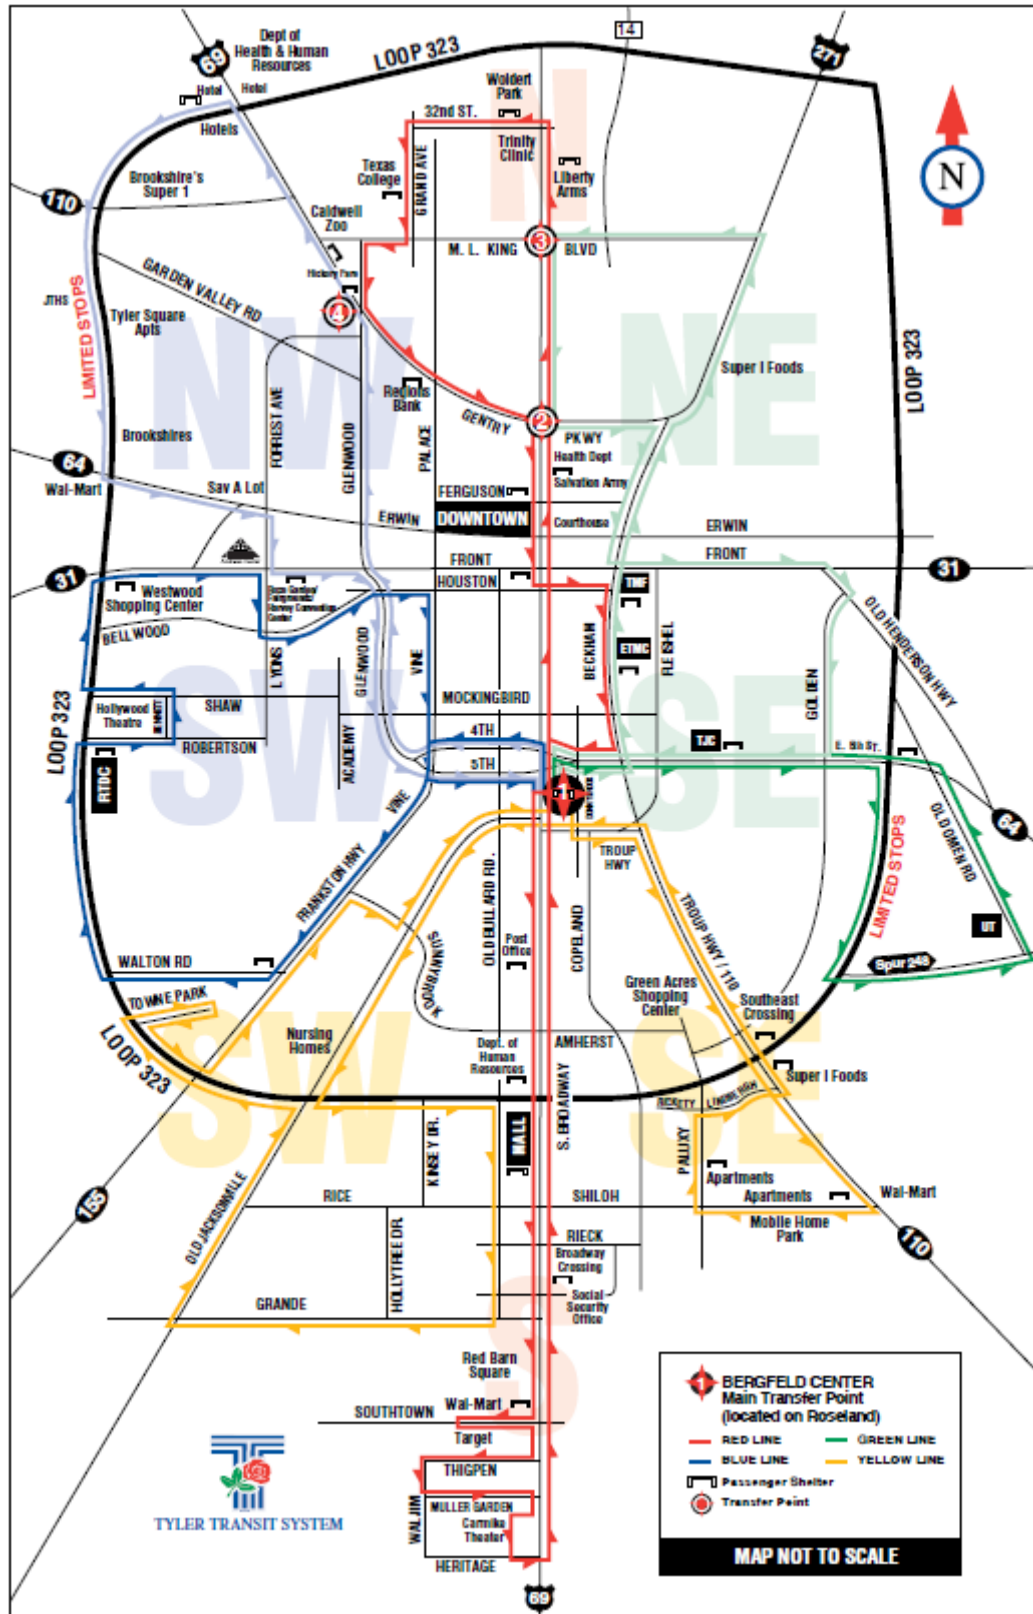 69
Dept of
Health & Human
Resources
LOOP 323
14
271
Hotel
Hotel
Hotels
Woldert
Park
32nd ST.
Trinity
Clinic
N
GRAND AVE
Texas
College
Liberty
Arms
N
110
Brookshire's
Super 1
Caldwell
Zoo
3
M. L. KING
BLVD
GARDEN VALLEY RD
4
JTHS
LIMITED STOPS
Tyler Square
Apts
NW
NE
LOOP 323
Super I Foods
Regions
Bank
GENTRY
2
PKWY
Brookshires
FORREST AVE
GLENWOOD
PALACE
Health Dept
64
Wal-Mart
Sav A Lot
Salvation Army
FERGUSON
ERWIN
DOWNTOWN
Courthouse
ERWIN
FRONT
FRONT
31
31
HOUSTON
TMF
Westwood
Shopping Center
BELLWOOD
OLD HENDERSON HWY
LYONS
GLENWOOD
VINE
BECKHAM
ETMC
FLEISHEL
GOLDEN
SW
SE
MOCKINGBIRD
LOOP 323
Hollywood
Theatre
BENNETT
SHAW
ROBERTSON
ACADEMY
4TH
5TH
TJC
E. 5th ST.
RTDC
1
64
VINE
FRANKSTON HWY
TROUP
HWY
OLD OMEN RD
LIMITED STOPS
OLD BULLARD RD.
COPELAND
TROUP HWY / 110
UT
SUNNYBROOK
Post
Office
Spur 248
WALTON RD
TOWNE PARK
Green Acres
Shopping
Center
Southeast
Crossing
Nursing
Homes
LOOP 323
AMHERST
Dept. of
Human
Resources
S. BROADWAY
Super I Foods
SW
SE
RICKETY
MALL
KINSEY DR.
PALUXY
Apartments
155
OLD JACKSONVILLE
RICE
SHILOH
Apartments
Wal-Mart
Mobile Home
Park
110
HOLLYTREE DR.
RIECK
Broadway
Crossing
Social
Security
Office
GRANDE
S
Red Barn
Square
Wal-Mart
SOUTHTOWN
Target
THIGPEN
WAL JIM
MULLER GARDEN
Carmike
Theater
HERITAGE
69
TYLER TRANSIT SYSTEM
1
BERGFELD CENTER
Main Transfer Point
(located on Roseland)
RED LINE
GREEN LINE
BLUE LINE
YELLOW LINE
Passenger Shelter
Transfer Point
MAP NOT TO SCALE